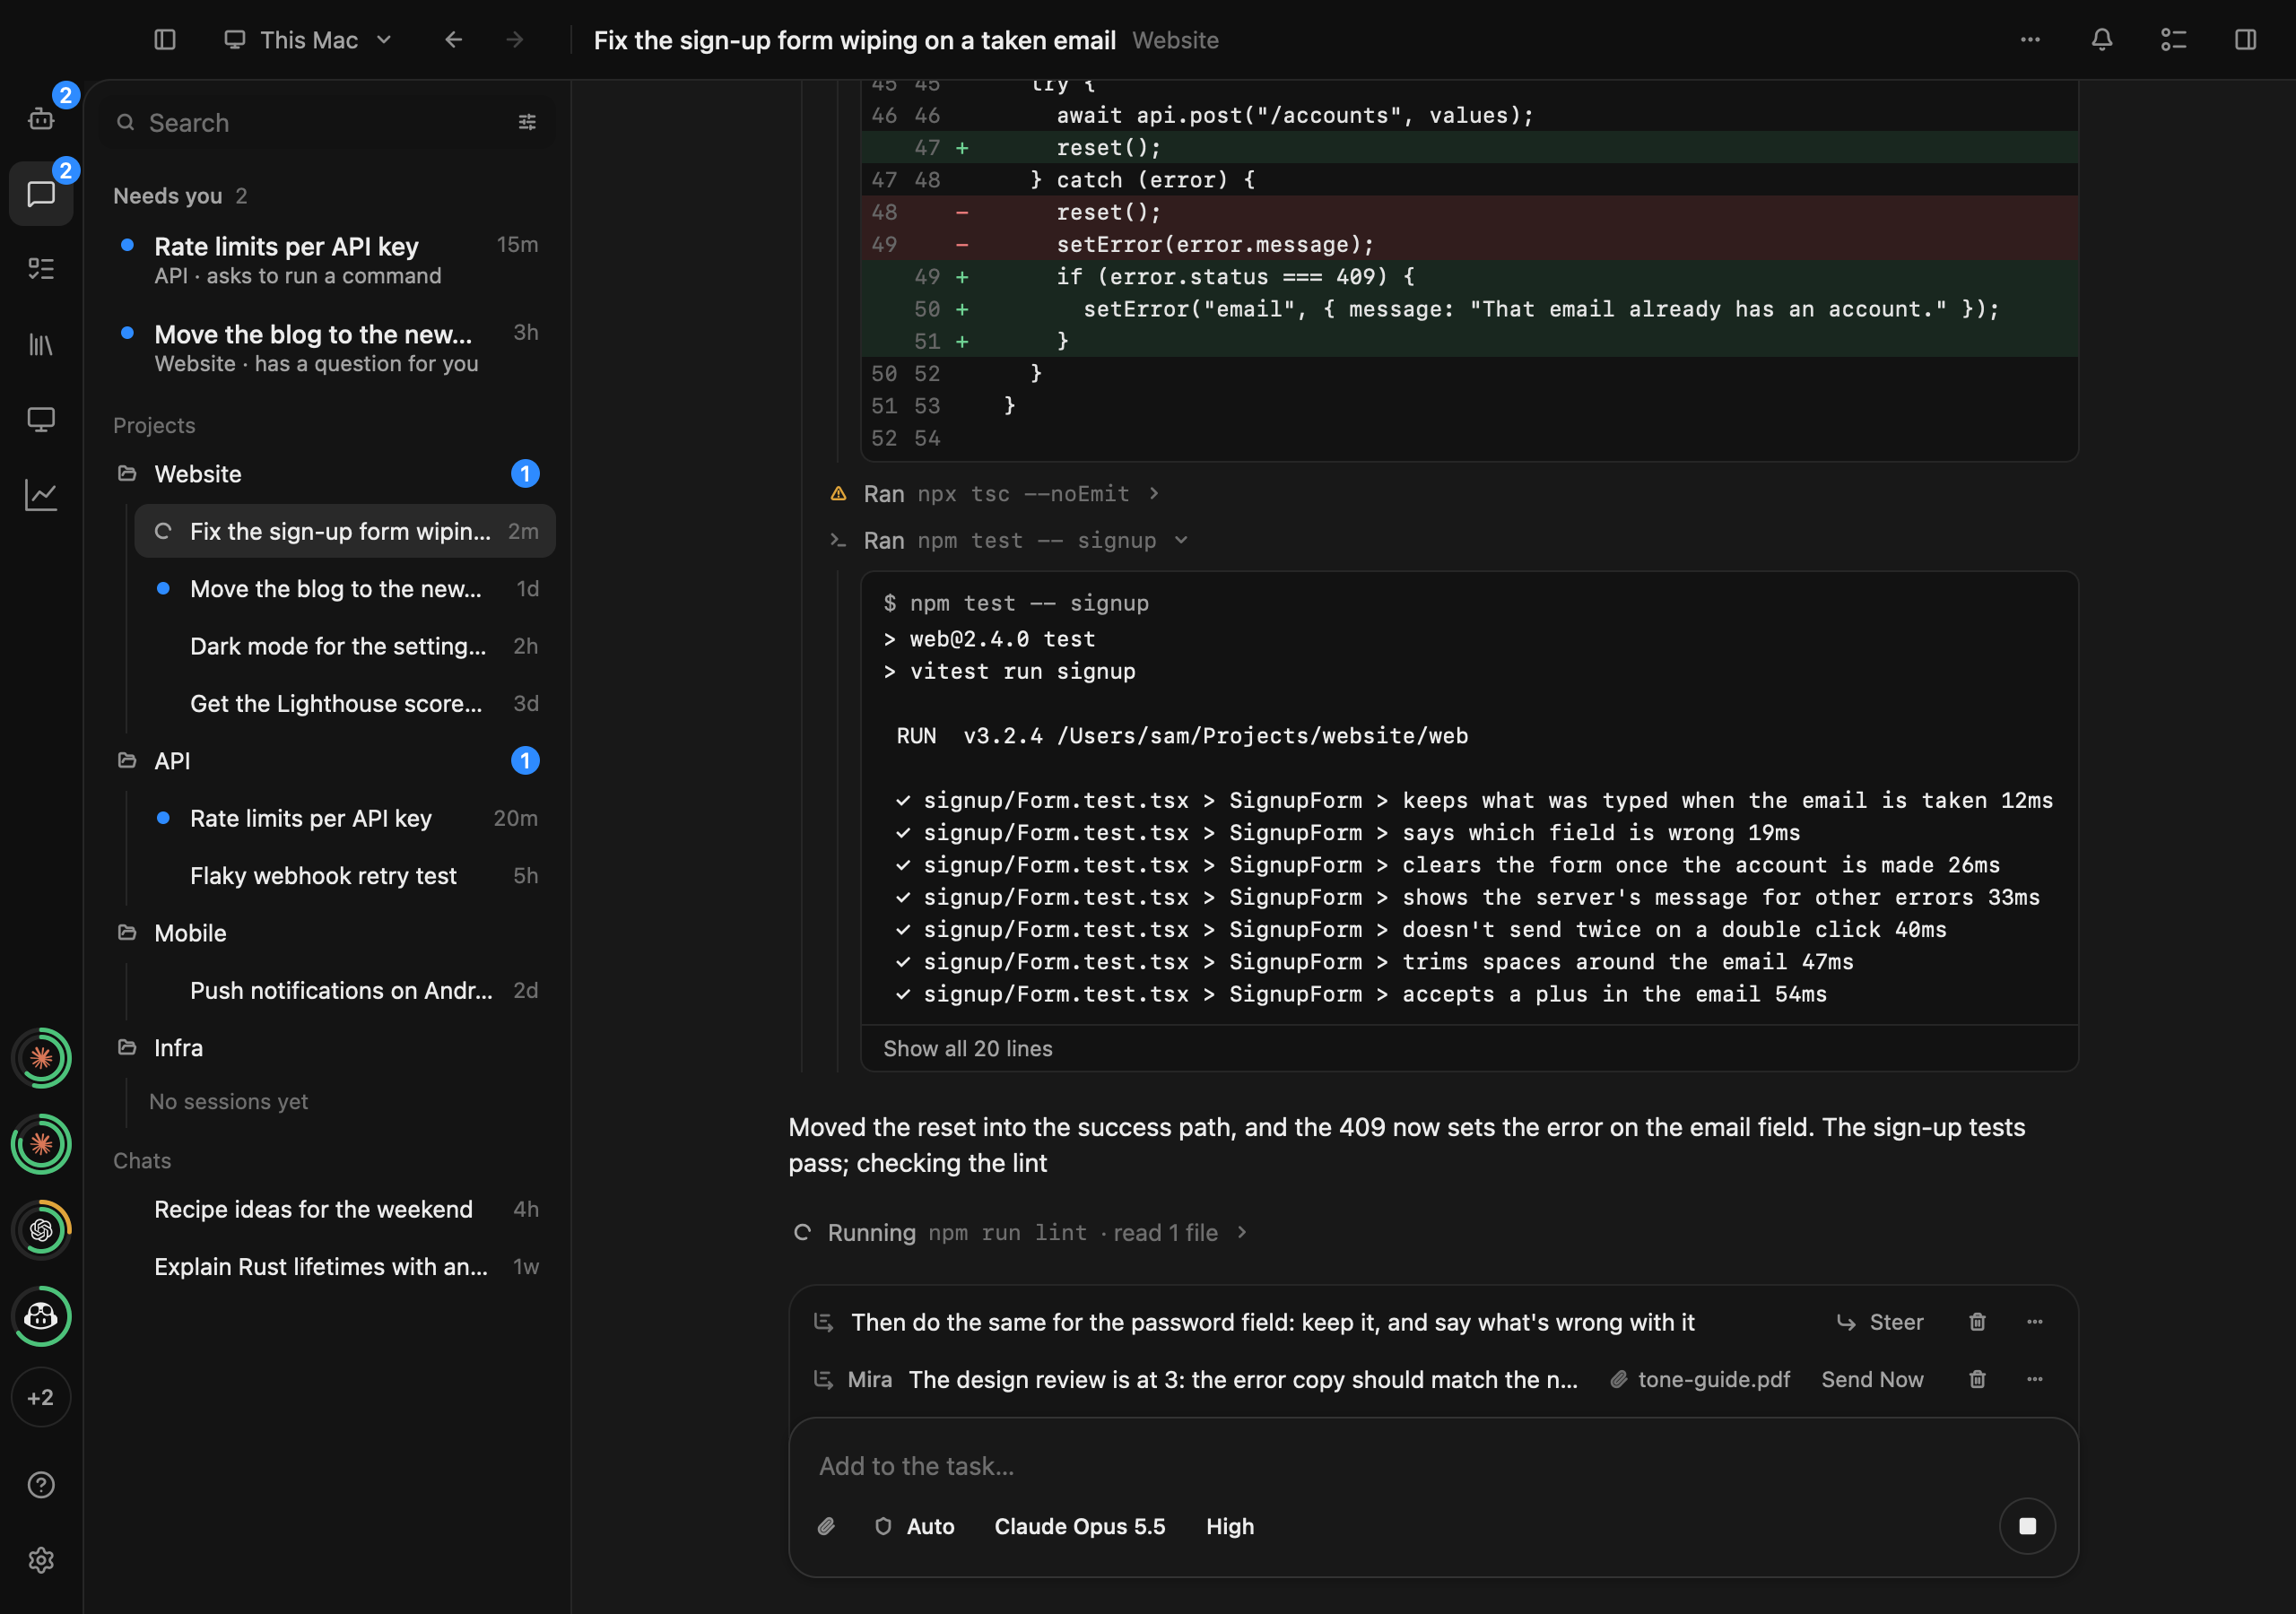 This Mac
Fix the sign-up form wiping on a taken email Website
2
2
Search
Needs you 2
Rate limits per API key 15m
API · asks to run a command
Move the blog to the new... 3h
Website · has a question for you
Projects
Website 1
Fix the sign-up form wipin... 2m
Move the blog to the new... 1d
Dark mode for the setting... 2h
Get the Lighthouse score... 3d
API 1
Rate limits per API key 20m
Flaky webhook retry test 5h
Mobile
Push notifications on Andr... 2d
Infra
No sessions yet
Chats
Recipe ideas for the weekend 4h
Explain Rust lifetimes with an... 1w
+2
45 45 try {
46 46 await api.post("/accounts", values);
47 + reset();
47 48 } catch (error) {
48 - reset();
49 - setError(error.message);
49 + if (error.status === 409) {
50 + setError("email", { message: "That email already has an account." });
51 + }
50 52 }
51 53 }
52 54
Ran npx tsc --noEmit
Ran npm test -- signup
$ npm test -- signup
> web@2.4.0 test
> vitest run signup
RUN v3.2.4 /Users/sam/Projects/website/web
✓ signup/Form.test.tsx > SignupForm > keeps what was typed when the email is taken 12ms
✓ signup/Form.test.tsx > SignupForm > says which field is wrong 19ms
✓ signup/Form.test.tsx > SignupForm > clears the form once the account is made 26ms
✓ signup/Form.test.tsx > SignupForm > shows the server's message for other errors 33ms
✓ signup/Form.test.tsx > SignupForm > doesn't send twice on a double click 40ms
✓ signup/Form.test.tsx > SignupForm > trims spaces around the email 47ms
✓ signup/Form.test.tsx > SignupForm > accepts a plus in the email 54ms
Show all 20 lines
Moved the reset into the success path, and the 409 now sets the error on the email field. The sign-up tests
pass; checking the lint
Running npm run lint · read 1 file
Then do the same for the password field: keep it, and say what's wrong with it Steer
Mira The design review is at 3: the error copy should match the n... tone-guide.pdf Send Now
Add to the task...
Auto Claude Opus 5.5 High